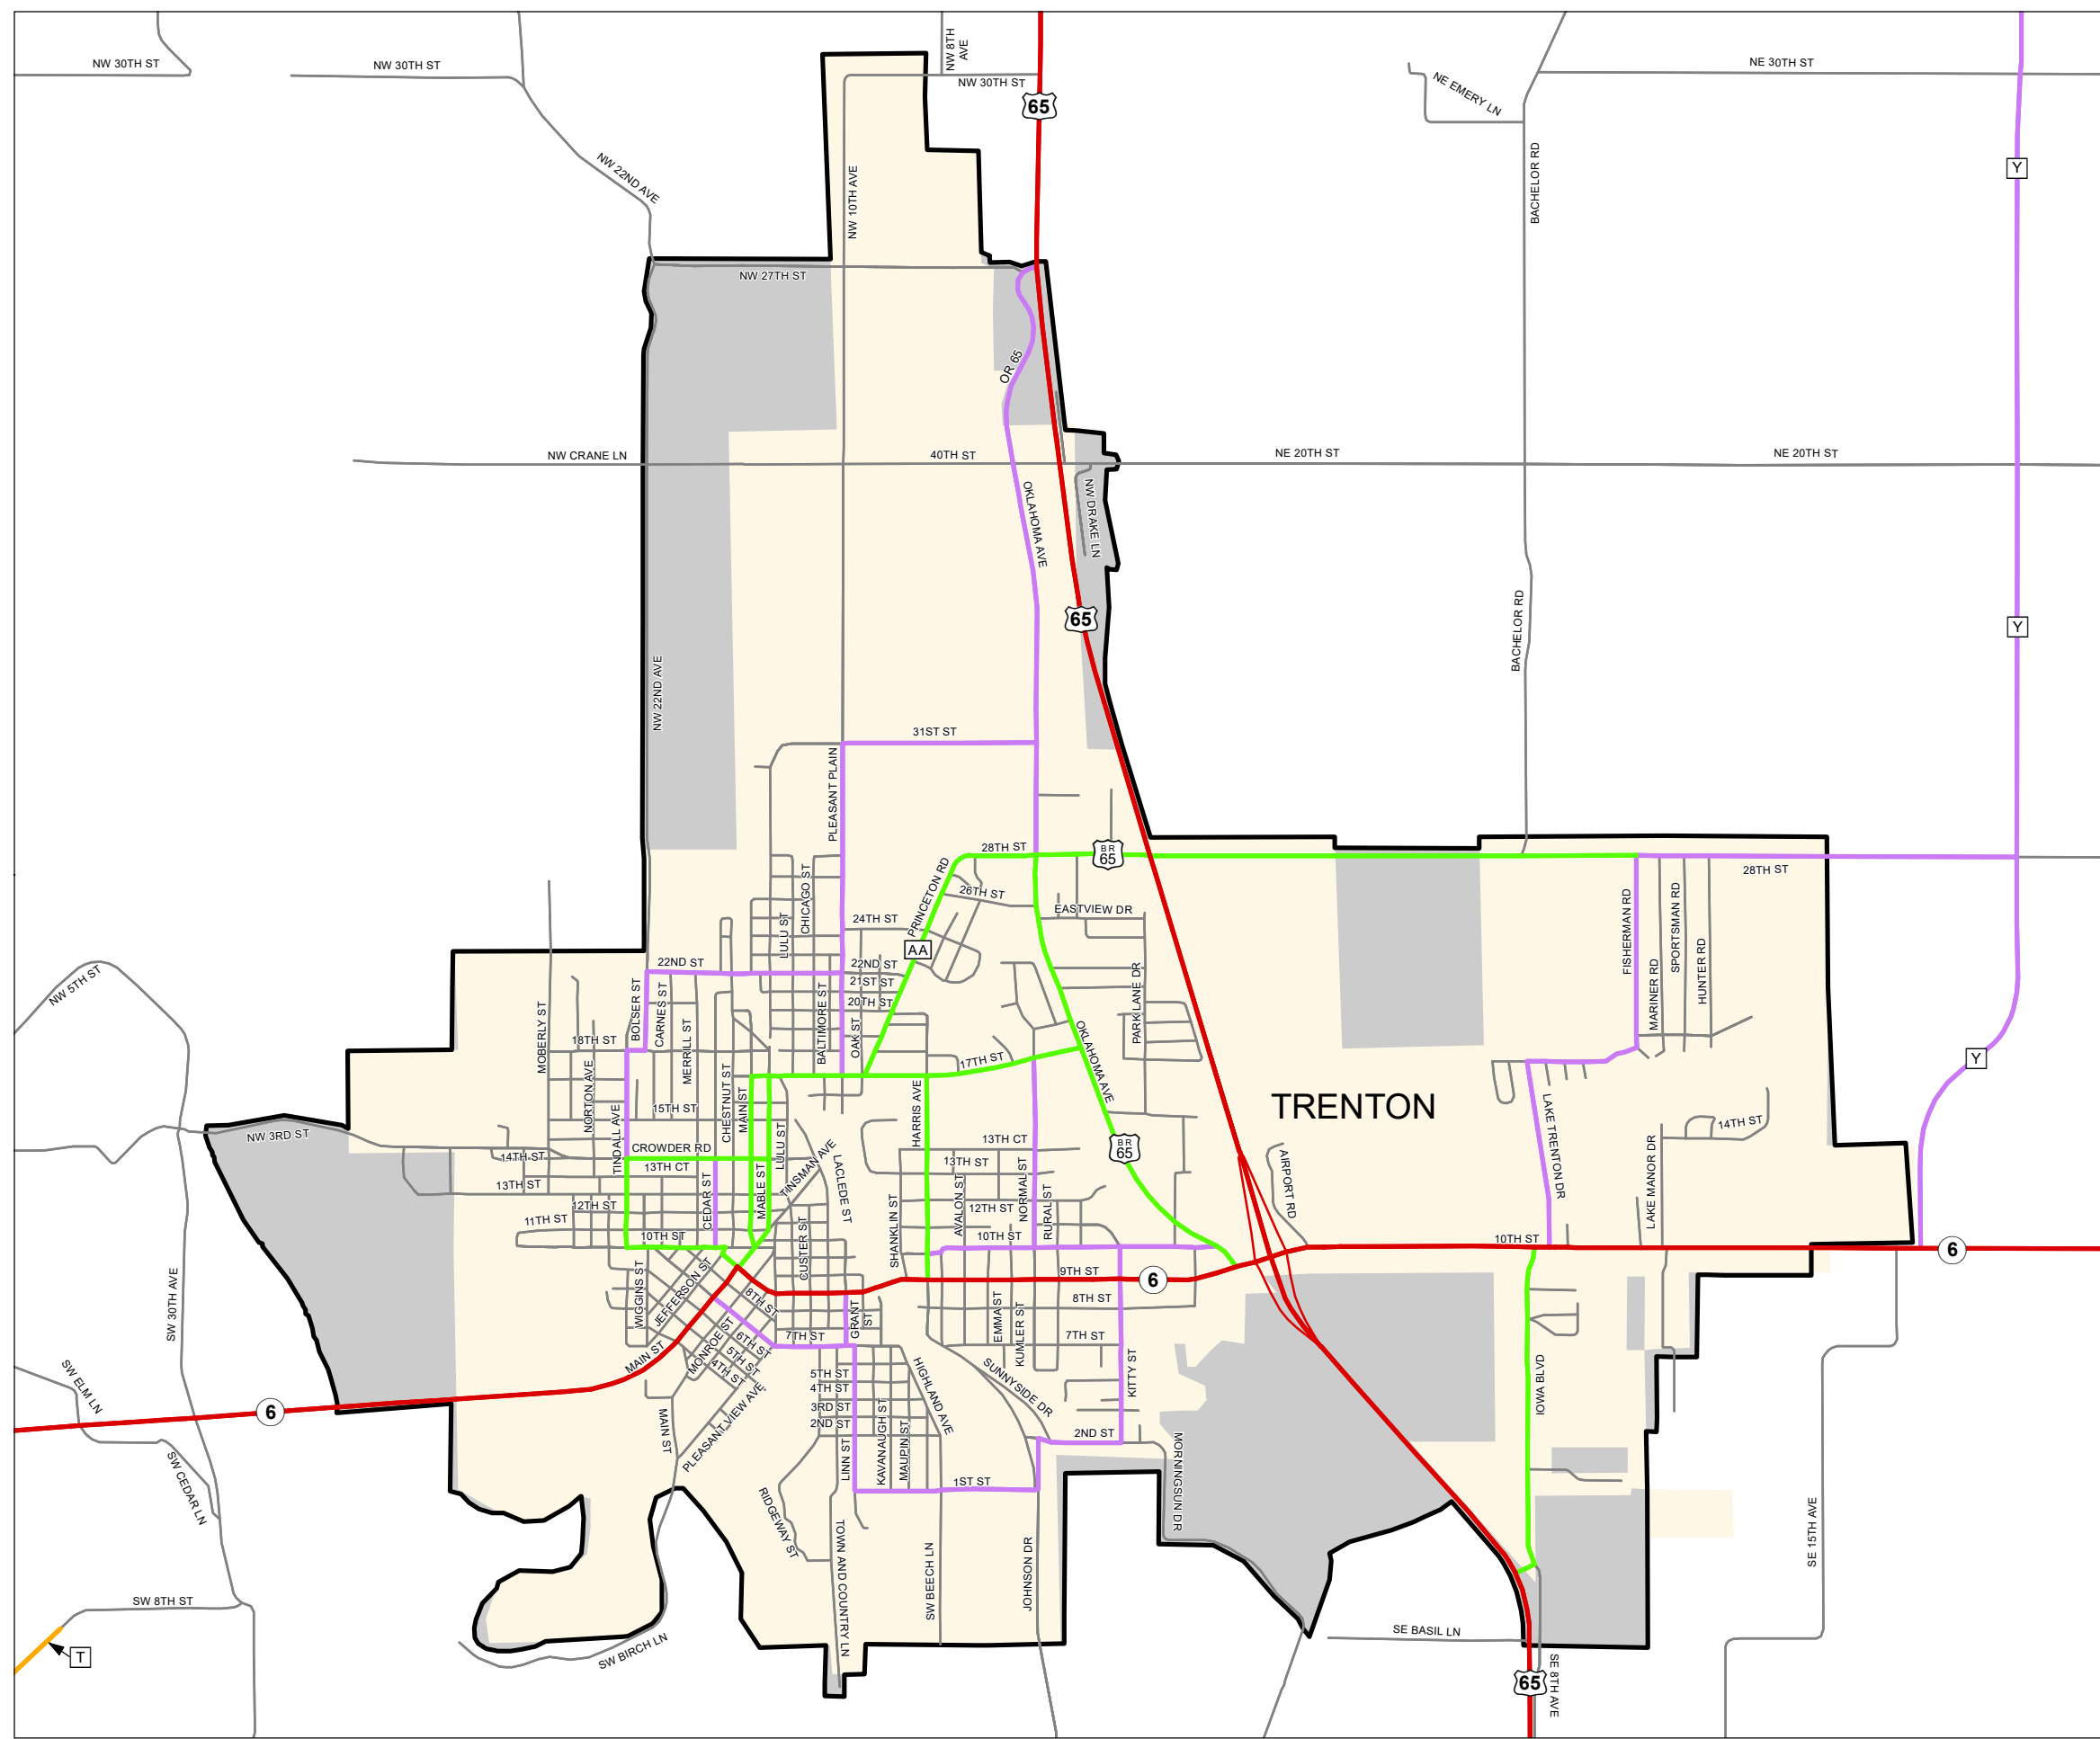 NW 30TH ST
NW 30TH ST
NW 8TH
AVE
NW 30TH ST
65
NE EMERY LN
NE 30TH ST
BACHELOR RD
Y
NW 22ND AVE
NW 10TH AVE
NW 27TH ST
OR 65
NW CRANE LN
40TH ST
NE 20TH ST
NE 20TH ST
OKLAHOMA AVE
NW DRAKE LN
65
BACHELOR RD
Y
NW 22ND AVE
31ST ST
PLEASANT PLAIN
28TH ST
BR
65
28TH ST
PRINCETON RD
26TH ST
CHICAGO ST
LULU ST
24TH ST
EASTVIEW DR
FISHERMAN RD
SPORTSMAN RD
MARINER RD
HUNTER RD
AA
22ND ST
22ND ST
21ST ST
20TH ST
NW 5TH ST
BOLSER ST
CARNES ST
MERRILL ST
BALTIMORE ST
OAK ST
PARK LANE DR
OKLAHOMA AVE
MOBERLY ST
18TH ST
17TH ST
Y
NORTON AVE
CHESTNUT ST
MAIN ST
15TH ST
TINDALL AVE
HARRIS AVE
TRENTON
LAKE TRENTON DR
14TH ST
LAKE MANOR DR
NW 3RD ST
CROWDER RD
14TH ST
13TH CT
13TH ST
LULU ST
TINSMAN AVE
LACLEDE ST
13TH CT
13TH ST
BR
65
AIRPORT RD
CEDAR ST
MABLE ST
12TH ST
11TH ST
10TH ST
CUSTER ST
SHANKLIN ST
AVALON ST
NORMAL ST
RURAL ST
12TH ST
10TH ST
10TH ST
6
9TH ST
6
WIGGINS ST
JEFFERSON ST
8TH ST
8TH ST
GRANT
ST
EMMA ST
KUMLER ST
7TH ST
7TH ST
MONROE ST
6TH ST
5TH ST
4TH ST
MAIN ST
SW 30TH AVE
SW ELM LN
6
SW CEDAR LN
MAIN ST
PLEASANT VIEW AVE
5TH ST
4TH ST
3RD ST
2ND ST
LINN ST
KAVANAUGH ST
MAUPIN ST
HIGHLAND AVE
SUNNYSIDE DR
KITTY ST
2ND ST
1ST ST
MORNINGSUN DR
IOWA BLVD
RIDGEWAY ST
TOWN AND COUNTRY LN
SW BEECH LN
JOHNSON DR
SE 15TH AVE
SW 8TH ST
T
SW BIRCH LN
SE BASIL LN
65
SE 8TH AVE